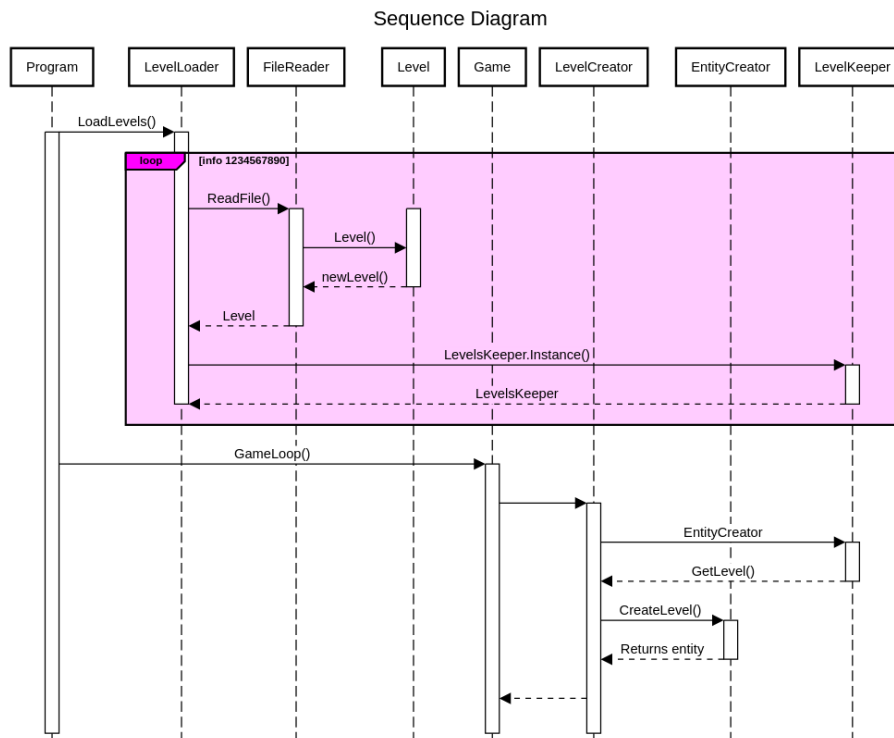 Sequence Diagram
Program
LevelLoader
FileReader
Level
Game
LevelCreator
EntityCreator
LevelKeeper
LoadLevels()
loop
[info 1234567890]
ReadFile()
Level()
newLevel()
Level
LevelsKeeper.Instance()
LevelsKeeper
GameLoop()
EntityCreator
GetLevel()
CreateLevel()
Returns entity